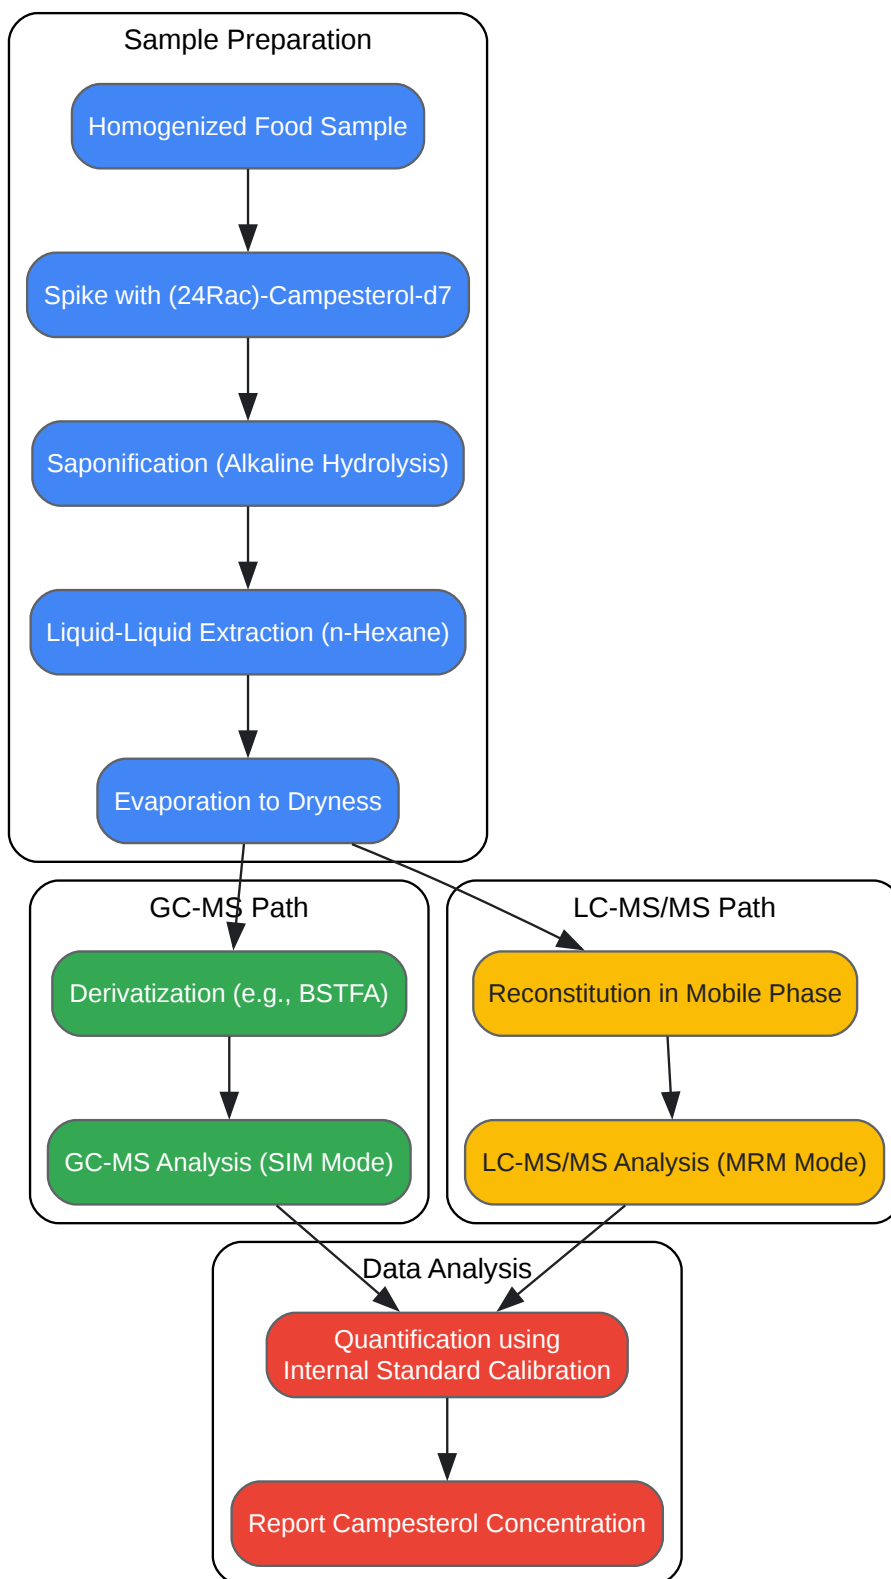 Sample Preparation
Homogenized Food Sample
Spike with (24Rac)-Campesterol-d7
Saponification (Alkaline Hydrolysis)
Liquid-Liquid Extraction (n-Hexane)
Evaporation to Dryness
GC-MS Path
Derivatization (e.g., BSTFA)
GC-MS Analysis (SIM Mode)
LC-MS/MS Path
Reconstitution in Mobile Phase
LC-MS/MS Analysis (MRM Mode)
Data Analysis
Quantification using
Internal Standard Calibration
Report Campesterol Concentration